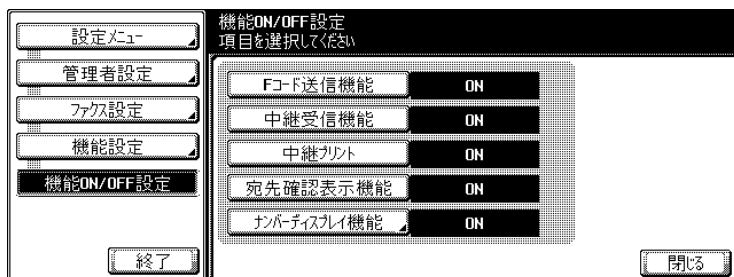 設定メニュー
管理者設定
ファクス設定
機能設定
機能ON/OFF設定
終了
機能ON/OFF設定
項目を選択してください
Fコード送信機能 ON
中継受信機能 ON
中継プリント ON
宛先確認表示機能 ON
ナンバーディスプレイ機能 ON
閉じる